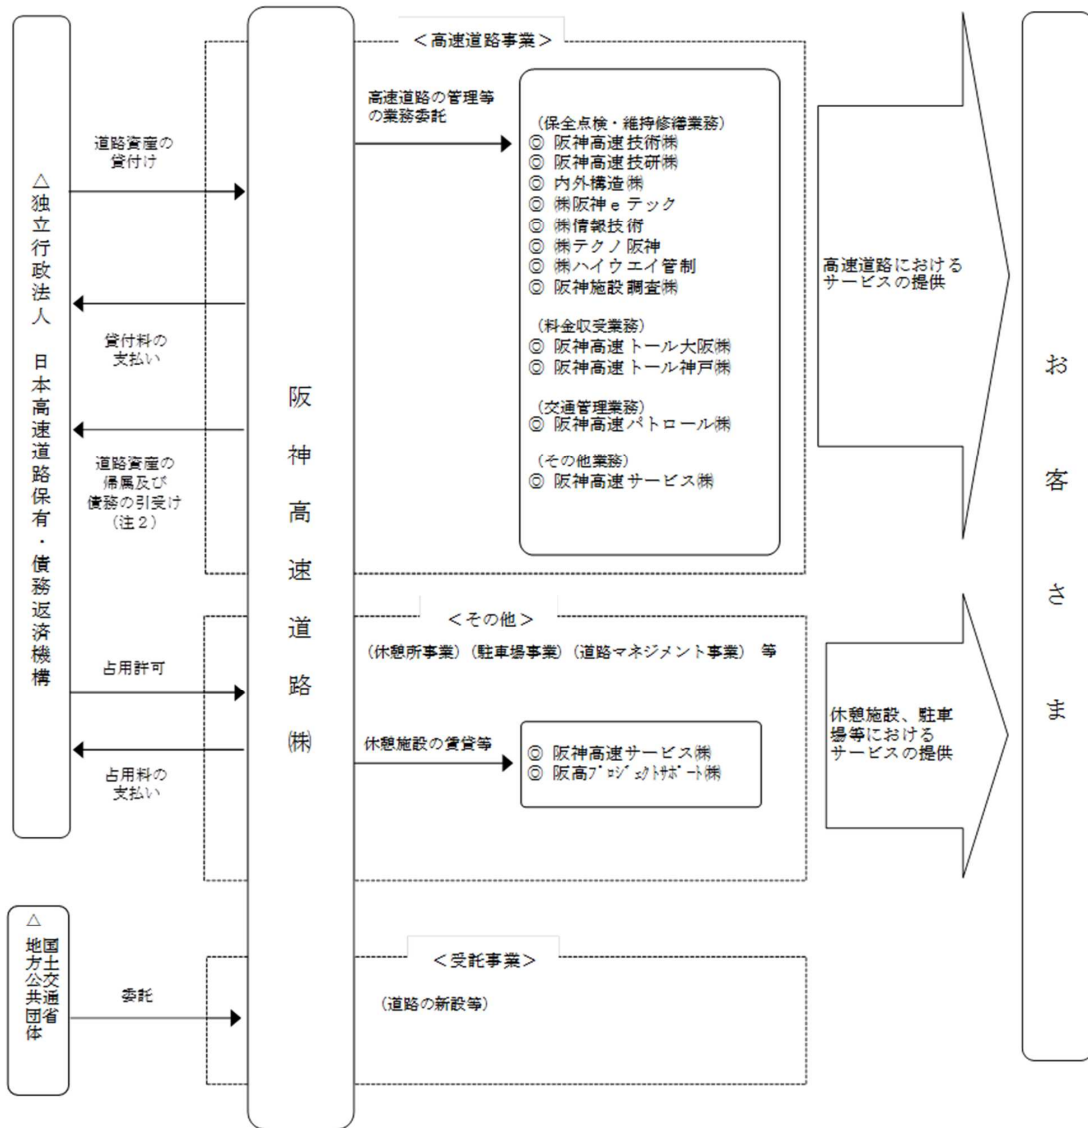 △独立行政法人　日本高速道路保有・債務返済機構
道路資産の
貸付け
貸付料の
支払い
道路資産の
帰属及び
債務の引受け
（注２）
占用許可
占用料の
支払い
△
国土交通省
地方公共団体
委託
阪神高速道路㈱
＜高速道路事業＞
高速道路の管理等
の業務委託
（保全点検・維持修繕業務）
◎ 阪神高速技術㈱
◎ 阪神高速技研㈱
◎ 内外構造㈱
◎ ㈱阪神ｅテック
◎ ㈱情報技術
◎ ㈱テクノ阪神
◎ ㈱ハイウエイ管制
◎ 阪神施設調査㈱
（料金収受業務）
◎ 阪神高速トール大阪㈱
◎ 阪神高速トール神戸㈱
（交通管理業務）
◎ 阪神高速パトロール㈱
（その他業務）
◎ 阪神高速サービス㈱
＜その他＞
（休憩所事業）（駐車場事業）（道路マネジメント事業） 等
休憩施設の賃貸等
◎ 阪神高速サービス㈱
◎ 阪高ﾌﾟﾛｼﾞｪｸﾄｻﾎﾟｰﾄ㈱
＜受託事業＞
（道路の新設等）
高速道路における
サービスの提供
休憩施設、駐車
場等における
サービスの提供
お客さま